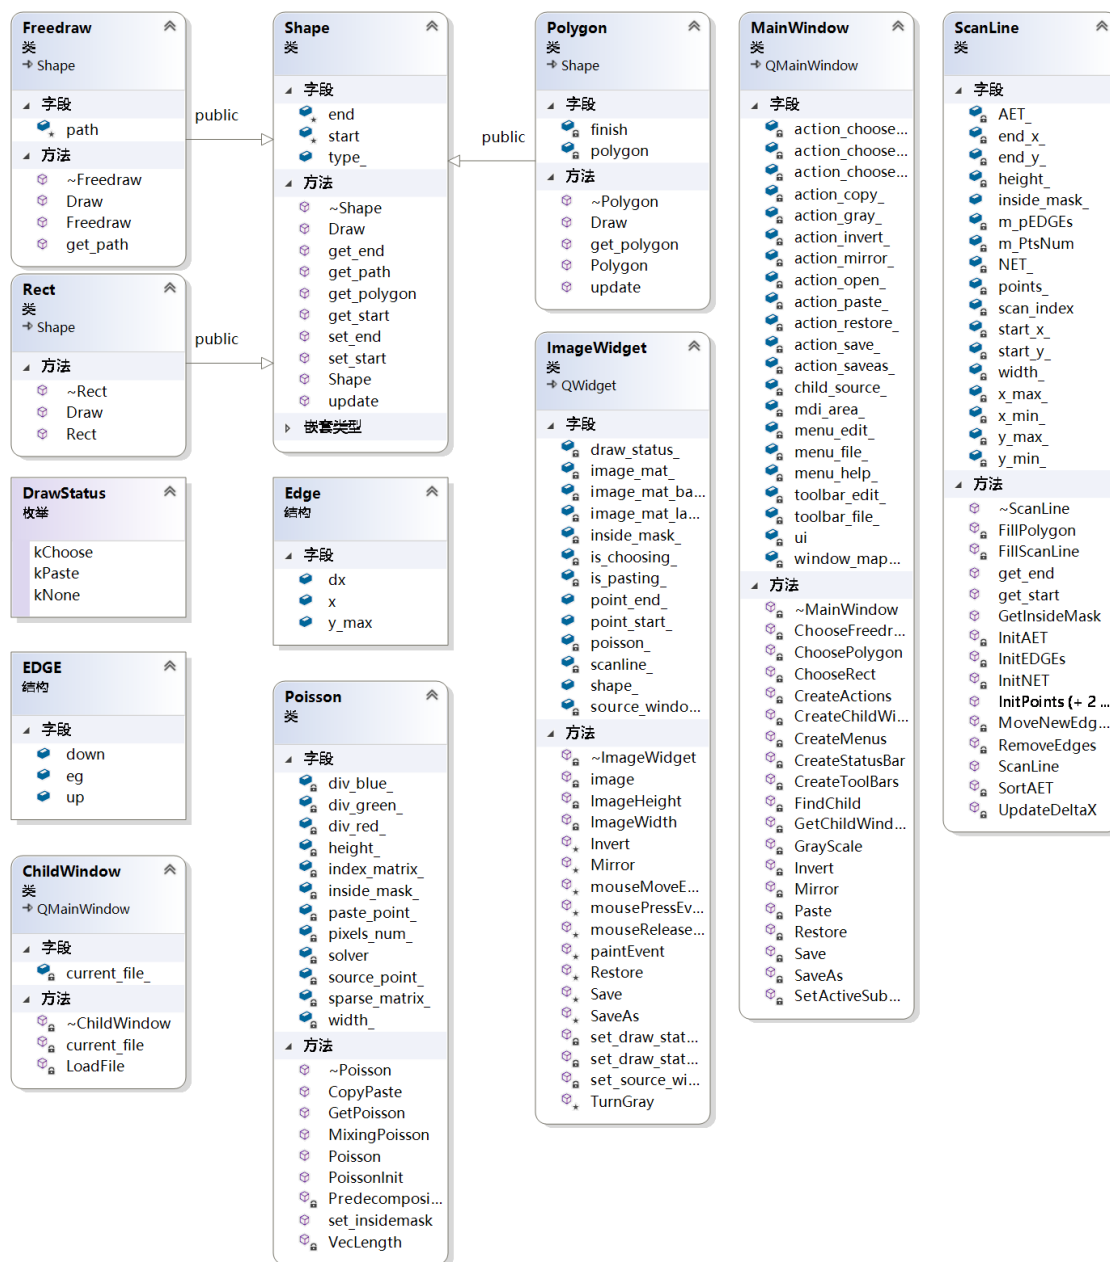 Freedraw
类
Shape
字段
path
方法
~Freedraw
Draw
Freedraw
get_path
public
Rect
类
Shape
方法
~Rect
Draw
Rect
public
DrawStatus
枚举
kChoose
kPaste
kNone
EDGE
结构
字段
down
eg
up
ChildWindow
类
QMainWindow
字段
current_file_
方法
~ChildWindow
current_file
LoadFile
Shape
类
字段
end
start
type_
方法
~Shape
Draw
get_end
get_path
get_polygon
get_start
set_end
set_start
Shape
update
嵌套类型
Edge
结构
字段
dx
x
y_max
Poisson
类
字段
div_blue_
div_green_
div_red_
height_
index_matrix_
inside_mask_
paste_point_
pixels_num_
solver
source_point_
sparse_matrix_
width_
方法
~Poisson
CopyPaste
GetPoisson
MixingPoisson
Poisson
PoissonInit
Predecomposi...
set_insidemask
VecLength
public
Polygon
类
Shape
字段
finish
polygon
方法
~Polygon
Draw
get_polygon
Polygon
update
ImageWidget
类
QWidget
字段
draw_status_
image_mat_
image_mat_ba...
image_mat_la...
inside_mask_
is_choosing_
is_pasting_
point_end_
point_start_
poisson_
scanline_
shape_
source_windo...
方法
~ImageWidget
image
ImageHeight
ImageWidth
Invert
Mirror
mouseMoveE...
mousePressEv...
mouseRelease...
paintEvent
Restore
Save
SaveAs
set_draw_stat...
set_draw_stat...
set_source_wi...
TurnGray
MainWindow
类
QMainWindow
字段
action_choose...
action_choose...
action_choose...
action_copy_
action_gray_
action_invert_
action_mirror_
action_open_
action_paste_
action_restore_
action_save_
action_saveas_
child_source_
mdi_area_
menu_edit_
menu_file_
menu_help_
toolbar_edit_
toolbar_file_
ui
window_map...
方法
~MainWindow
ChooseFreedr...
ChoosePolygon
ChooseRect
CreateActions
CreateChildWi...
CreateMenus
CreateStatusBar
CreateToolBars
FindChild
GetChildWind...
GrayScale
Invert
Mirror
Paste
Restore
Save
SaveAs
SetActiveSub...
ScanLine
类
字段
AET_
end_x_
end_y_
height_
inside_mask_
m_pEDGEs
m_PtsNum
NET_
points_
scan_index
start_x_
start_y_
width_
x_max_
x_min_
y_max_
y_min_
方法
~ScanLine
FillPolygon
FillScanLine
get_end
get_start
GetInsideMask
InitAET
InitEDGEs
InitNET
InitPoints (+ 2 ...
MoveNewEdg...
RemoveEdges
ScanLine
SortAET
UpdateDeltaX